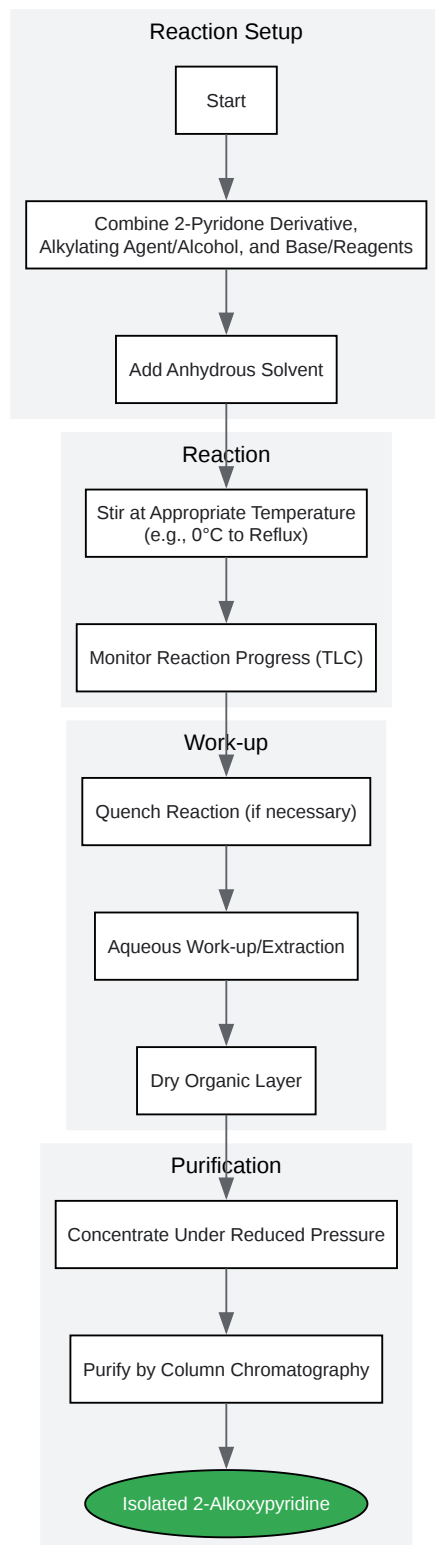 Reaction Setup
Start
Combine 2-Pyridone Derivative,
Alkylating Agent/Alcohol, and Base/Reagents
Add Anhydrous Solvent
Reaction
Stir at Appropriate Temperature
(e.g., 0°C to Reflux)
Monitor Reaction Progress (TLC)
Work-up
Quench Reaction (if necessary)
Aqueous Work-up/Extraction
Dry Organic Layer
Purification
Concentrate Under Reduced Pressure
Purify by Column Chromatography
Isolated 2-Alkoxypyridine